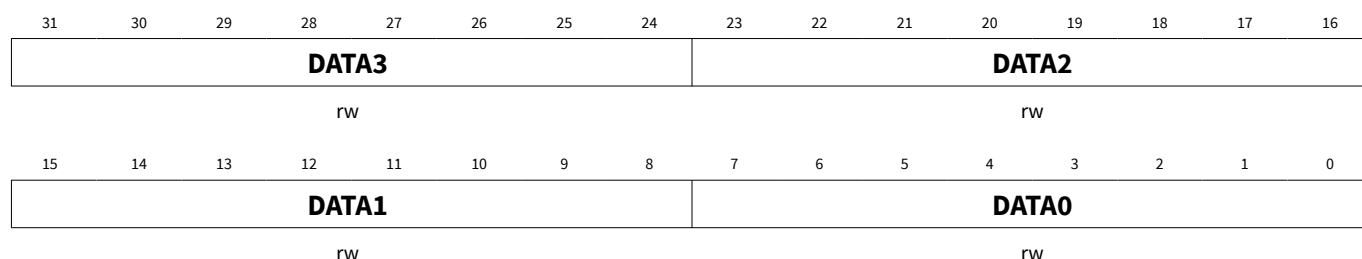 31 30 29 28 27 26 25 24 23 22 21 20 19 18 17 16
DATA3 DATA2
rw rw
15 14 13 12 11 10 9 8 7 6 5 4 3 2 1 0
DATA1 DATA0
rw rw